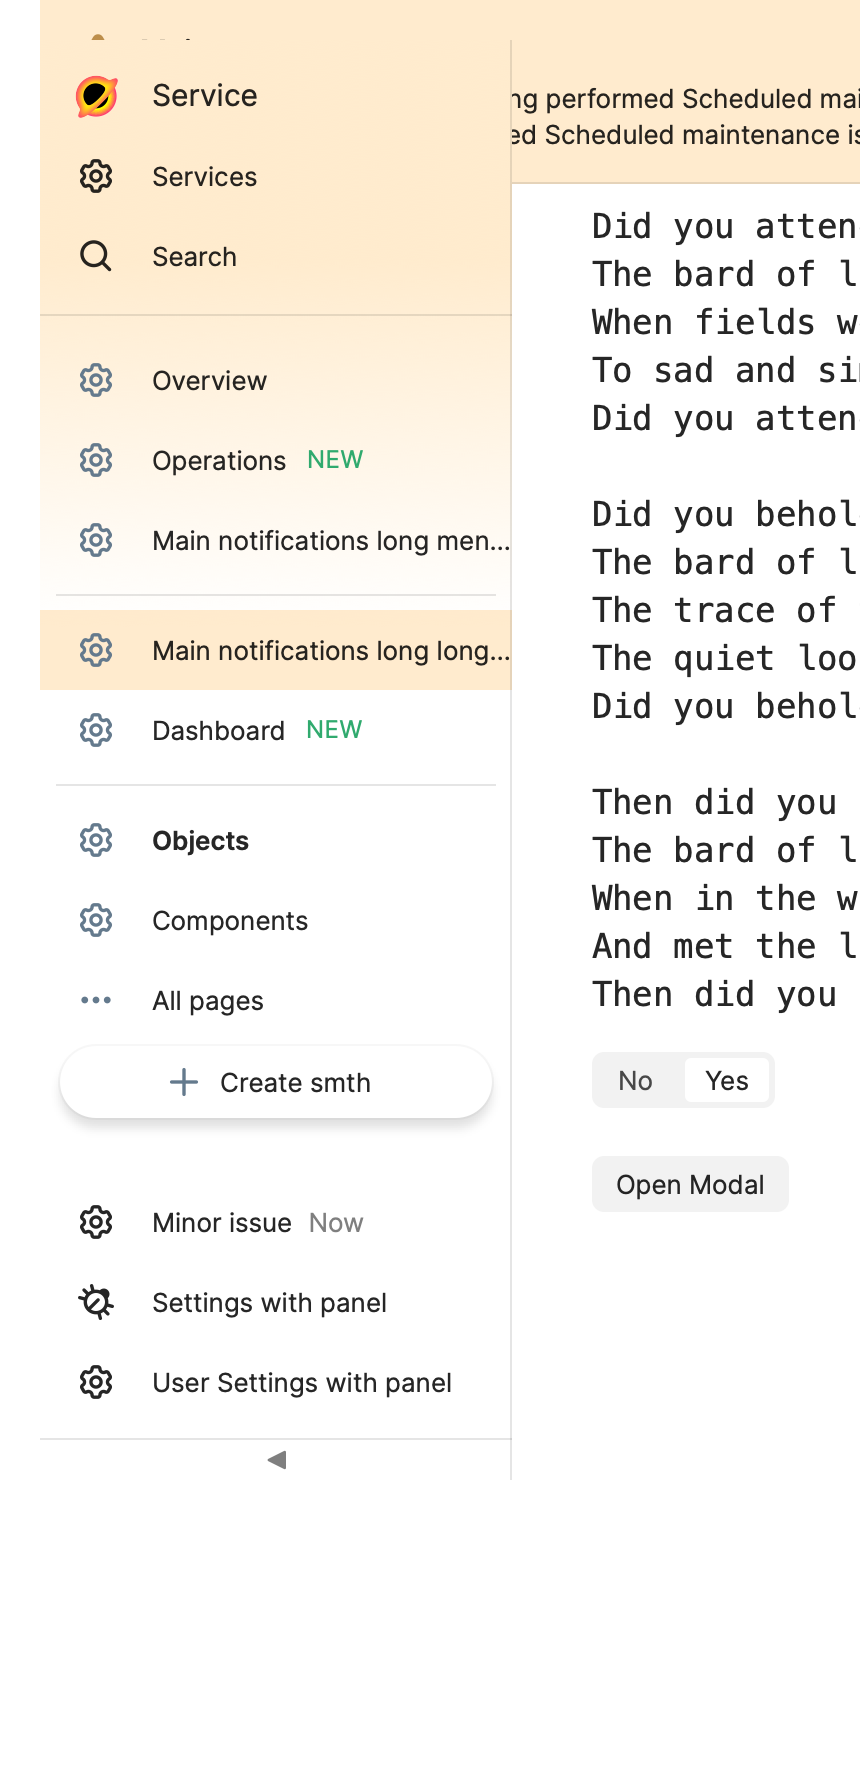 Service
Services
Search
Overview
Operations NEW
Main notifications long men...
Main notifications long long...
Dashboard NEW
Objects
Components
All pages
Create smth
Minor issue Now
Settings with panel
User Settings with panel
ng performed Scheduled mai
ed Scheduled maintenance is
Did you atten
The bard of l
When fields w
To sad and si
Did you atten
Did you behol
The bard of l
The trace of
The quiet loo
Did you behol
Then did you
The bard of l
When in the w
And met the l
Then did you
No Yes
Open Modal